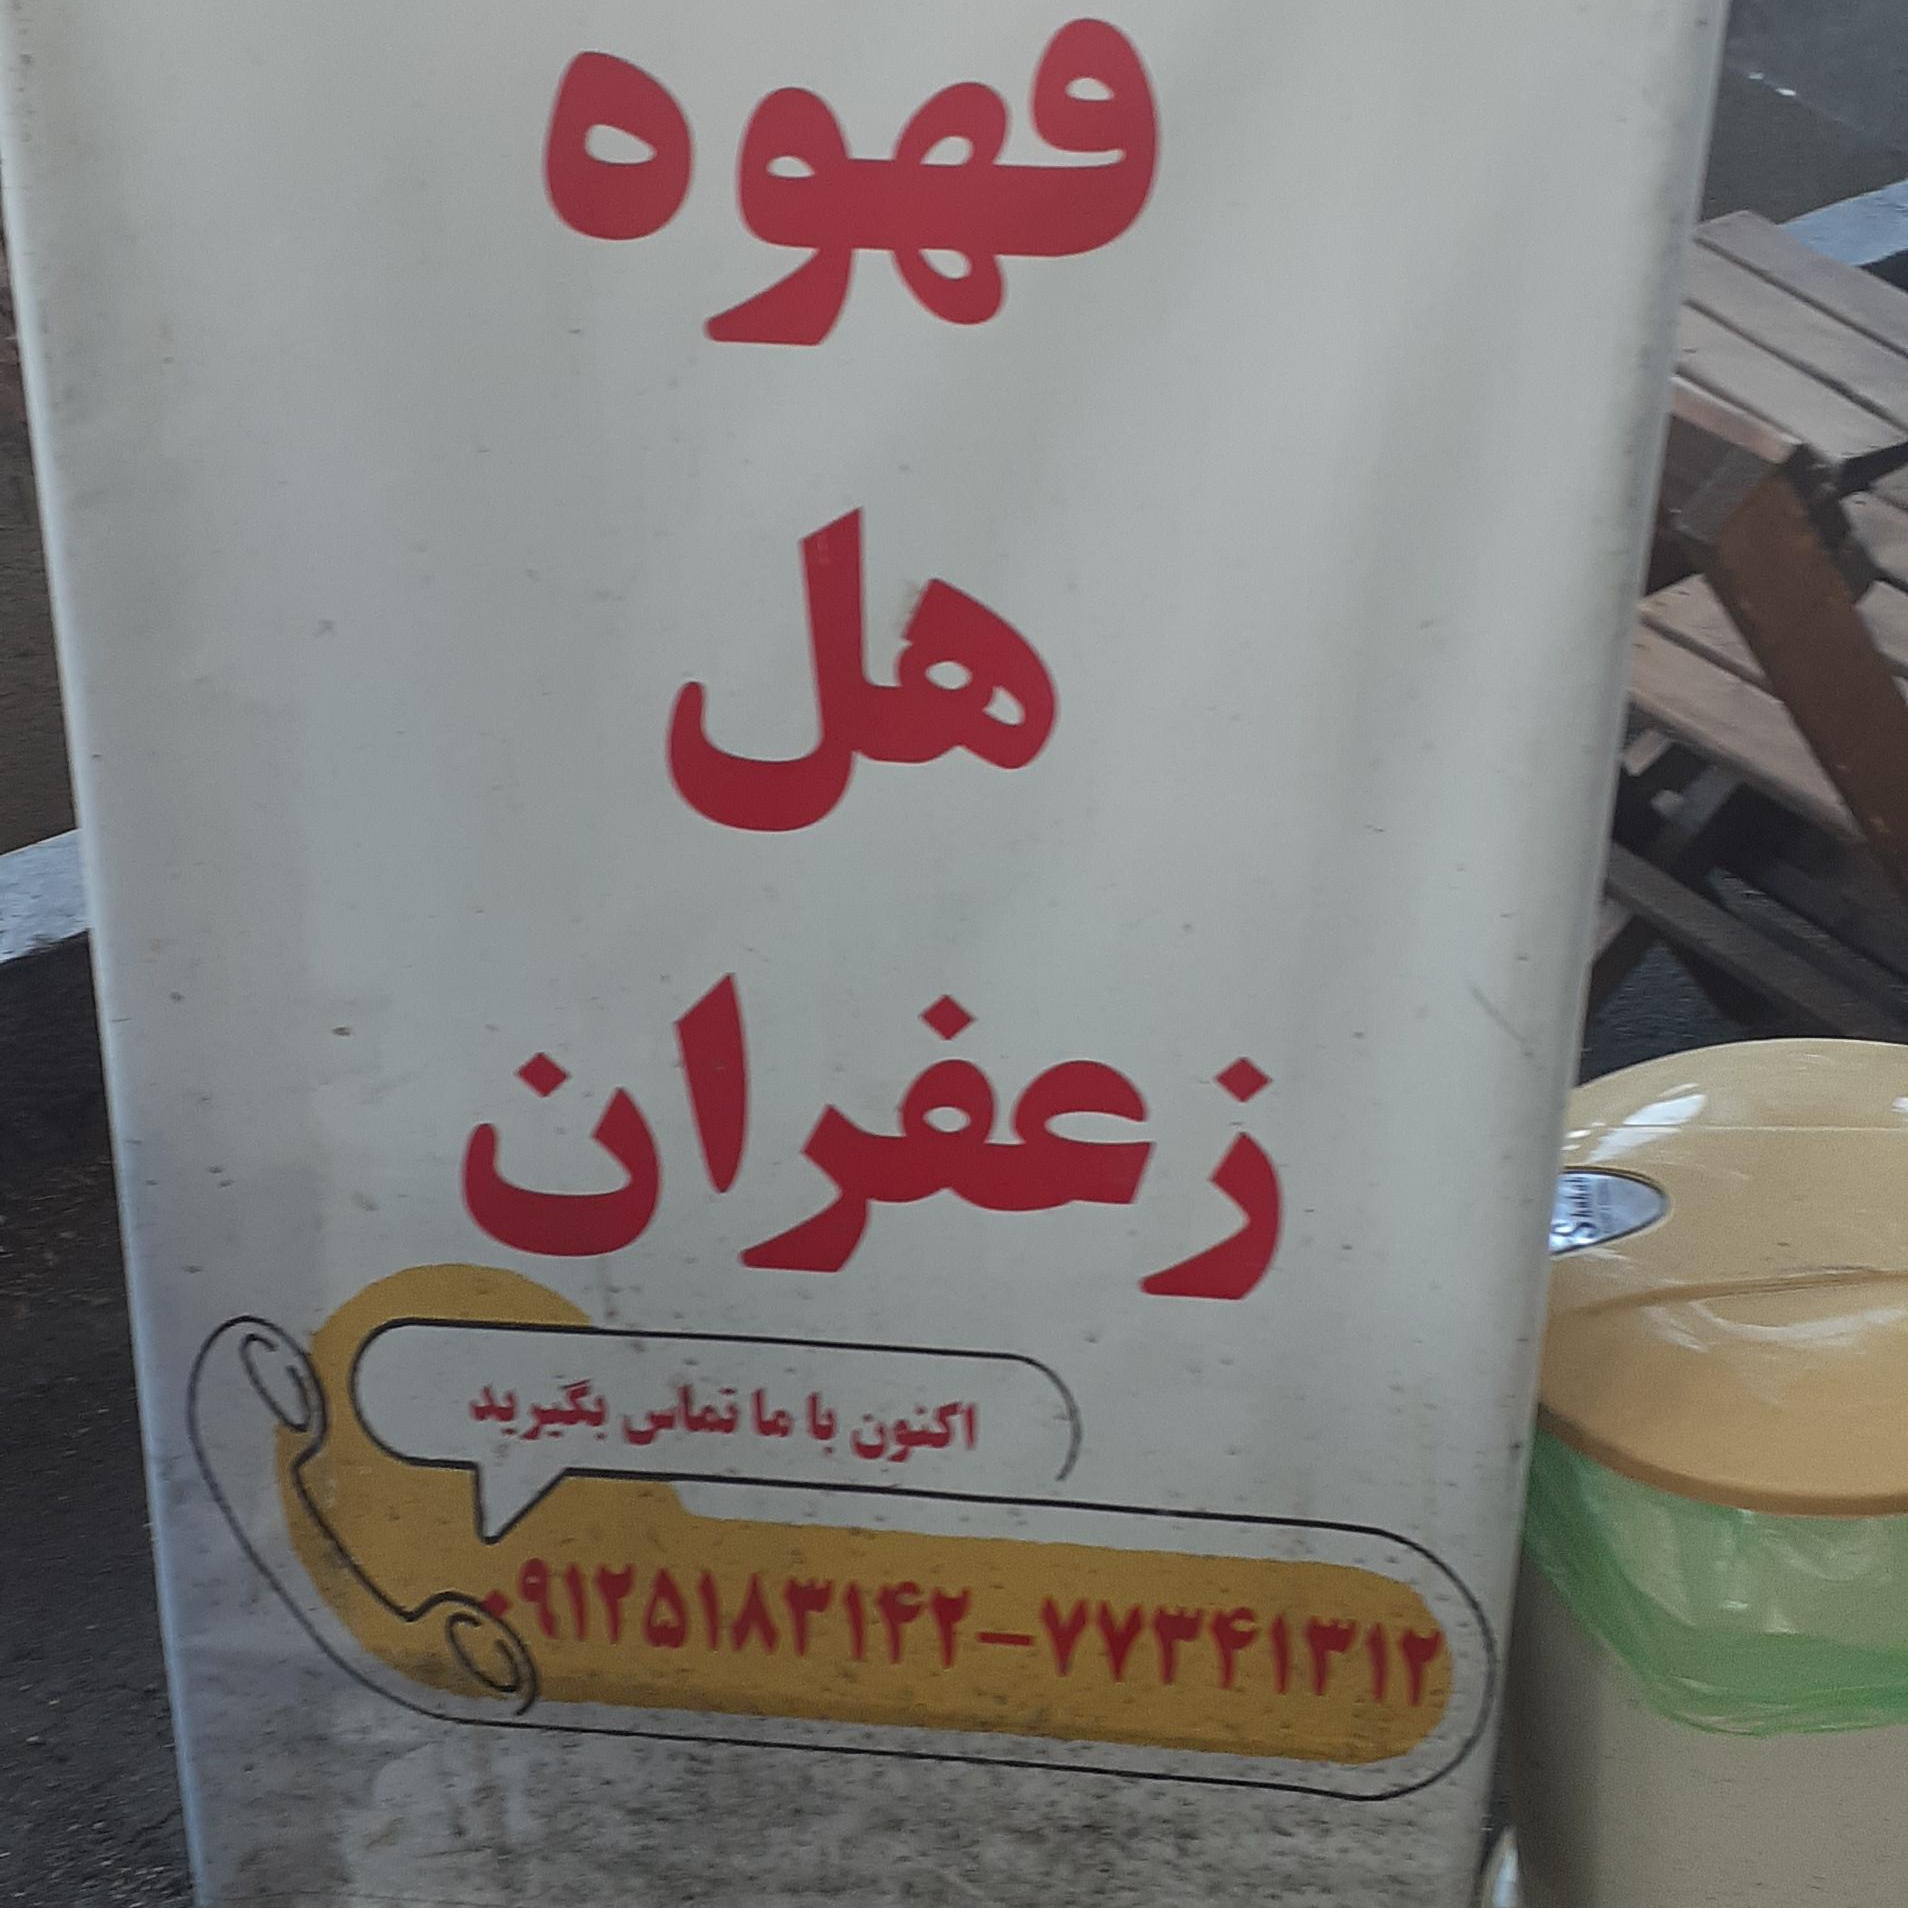 قهوه
هل
زعفران
اکنون با ما تماس بگیرید
۰۹۱۲۵۱۸۳۱۴۲-۷۷۳۴۱۳۱۲